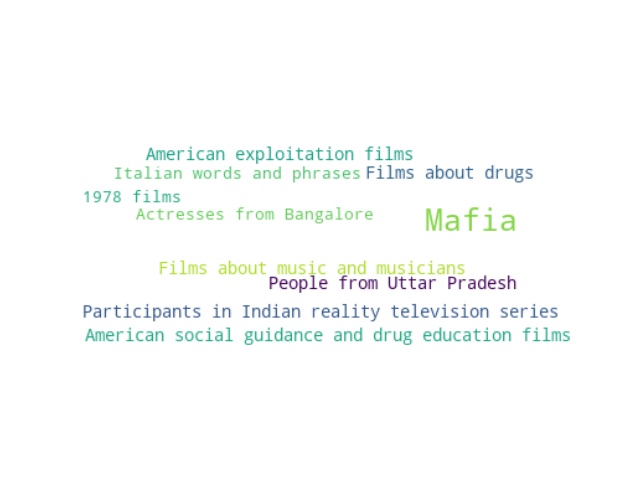 American exploitation films
Italian words and phrases Films about drugs
1978 films
Actresses from Bangalore
Mafia
Films about music and musicians
People from Uttar Pradesh
Participants in Indian reality television series
American social guidance and drug education films